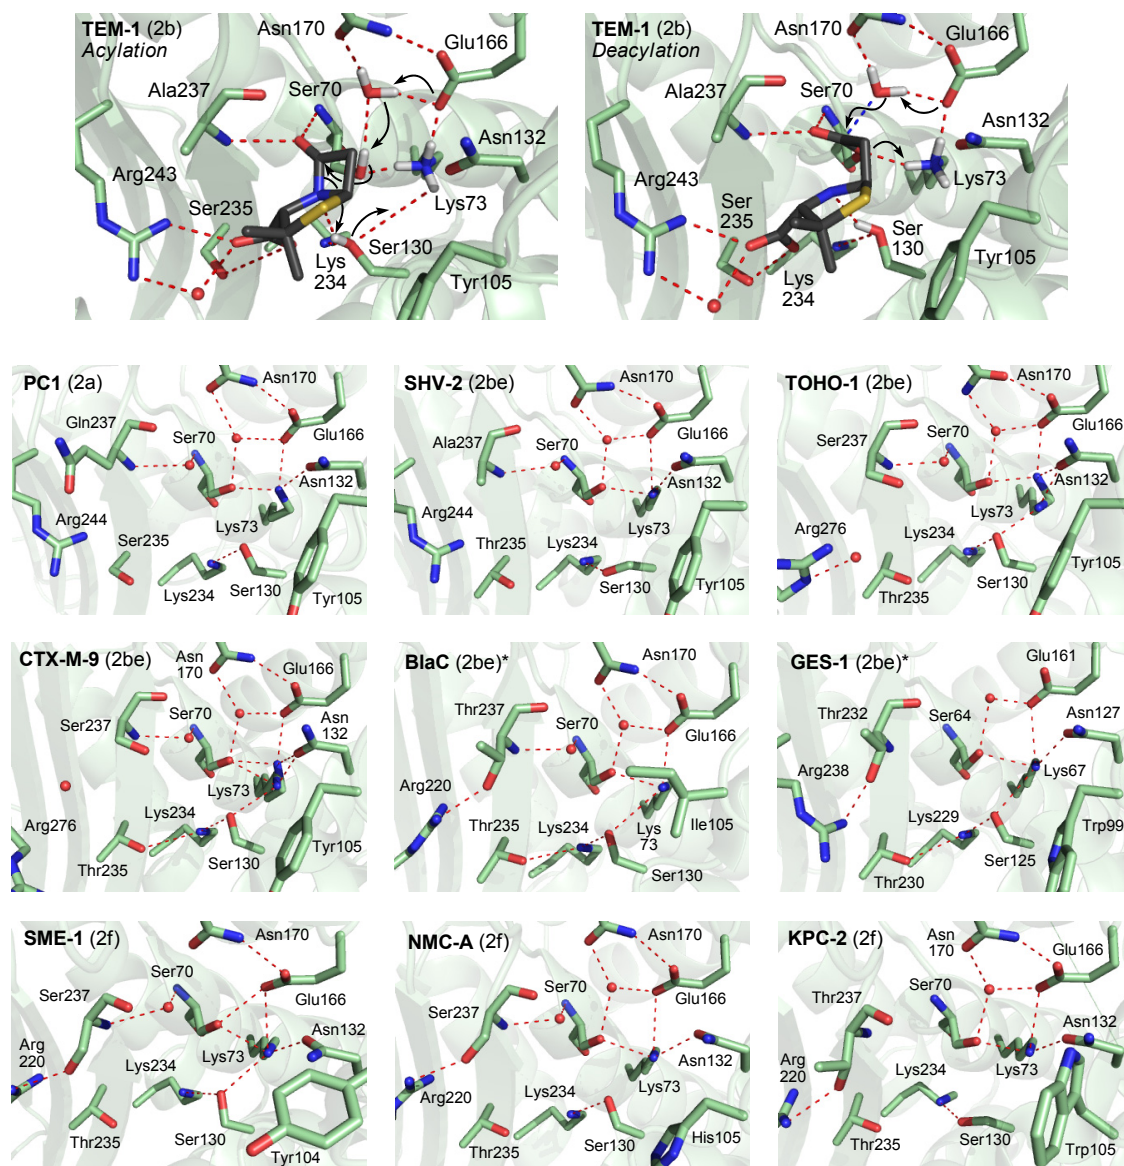 TEM-1 (2b)
Acylation
Asn170
Glu166
Ala237
Ser70
Asn132
Arg243
Ser235
Lys73
Ser130
Lys
234
Tyr105
TEM-1 (2b)
Deacylation
Asn170
Glu166
Ala237
Ser70
Asn132
Arg243
Lys73
Ser
235
Ser
130
Lys
234
Tyr105
PC1 (2a)
Asn170
Gln237
Ser70
Glu166
Asn132
Arg244
Lys73
Ser235
Lys234
Ser130
Tyr105
SHV-2 (2be)
Asn170
Ala237
Ser70
Glu166
Asn132
Arg244
Lys73
Thr235
Lys234
Ser130
Tyr105
TOHO-1 (2be)
Asn170
Ser237
Ser70
Glu166
Asn132
Lys73
Arg276
Lys234
Thr235
Ser130
Tyr105
CTX-M-9 (2be)
Asn
170
Glu166
Ser237
Ser70
Asn
132
Lys73
Lys234
Arg276
Thr235
Ser130
Tyr105
BlaC (2be)*
Asn170
Thr237
Ser70
Glu166
Arg220
Thr235
Lys234
Lys
73
Ile105
Ser130
GES-1 (2be)*
Glu161
Thr232
Ser64
Asn127
Arg238
Lys67
Lys229
Trp99
Thr230
Ser125
SME-1 (2f)
Asn170
Ser70
Ser237
Glu166
Asn132
Arg
220
Lys234
Lys73
Thr235
Ser130
Tyr104
NMC-A (2f)
Asn170
Ser237
Ser70
Glu166
Asn132
Lys73
Arg220
Lys234
Thr235
Ser130
His105
KPC-2 (2f)
Asn
170
Glu166
Thr237
Ser70
Asn132
Arg
220
Lys234
Lys73
Thr235
Ser130
Trp105